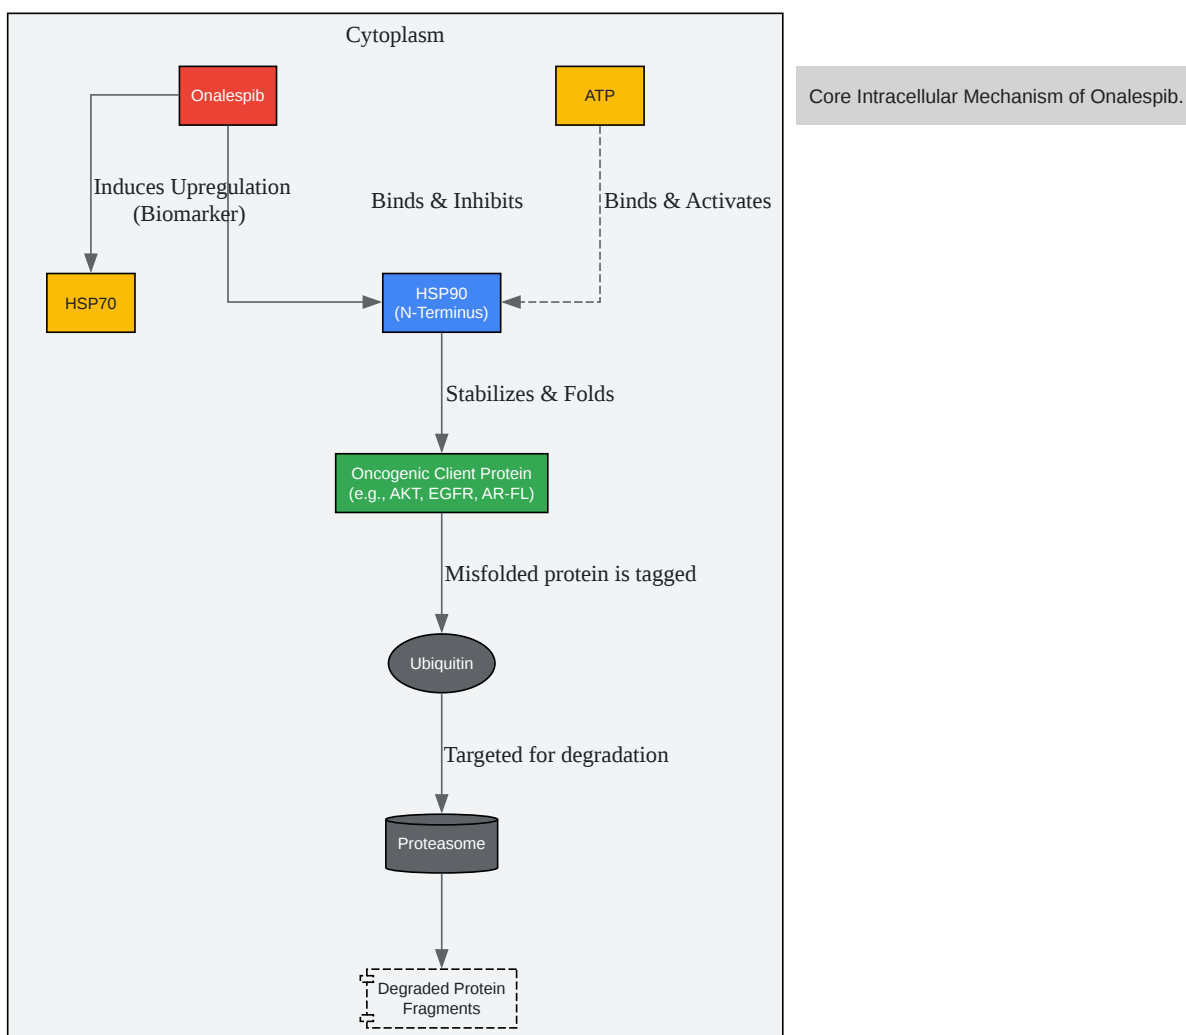 Cytoplasm
Onalespib
ATP
Core Intracellular Mechanism of Onalespib.
Induces Upregulation
(Biomarker)
Binds & Inhibits
Binds & Activates
HSP70
HSP90
(N-Terminus)
Stabilizes & Folds
Oncogenic Client Protein
(e.g., AKT, EGFR, AR-FL)
Misfolded protein is tagged
Ubiquitin
Targeted for degradation
Proteasome
Degraded Protein
Fragments